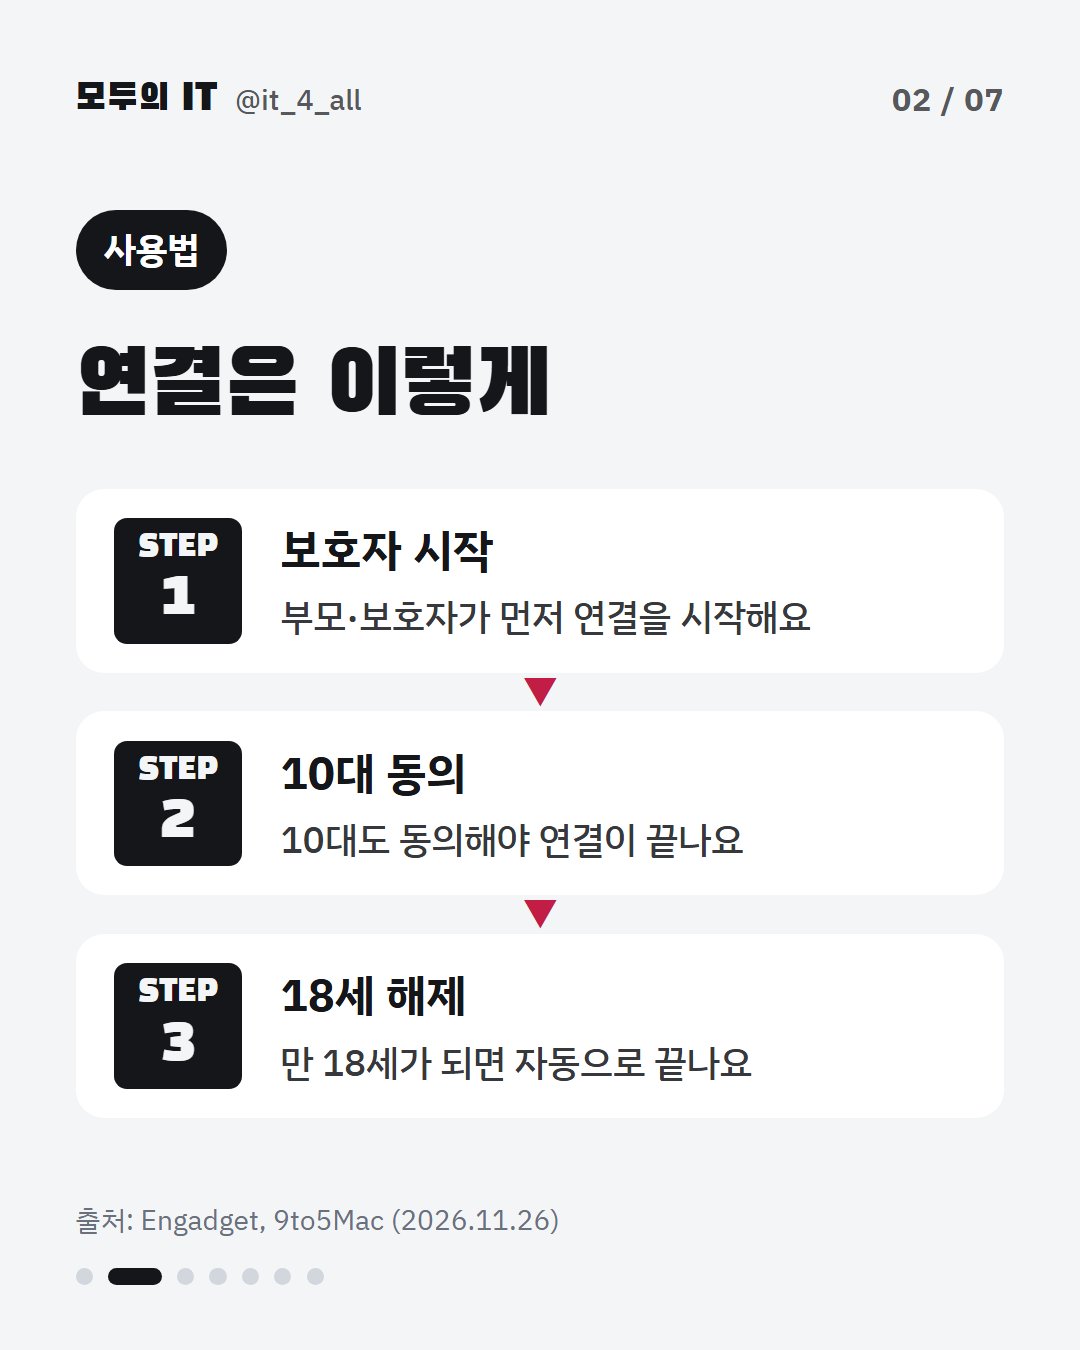 모두의 IT @it_4_all
02 / 07
사용법
연결은 이렇게
STEP
1
보호자 시작
부모·보호자가 먼저 연결을 시작해요
STEP
2
10대 동의
10대도 동의해야 연결이 끝나요
STEP
3
18세 해제
만 18세가 되면 자동으로 끝나요
출처: Engadget, 9to5Mac (2026.11.26)